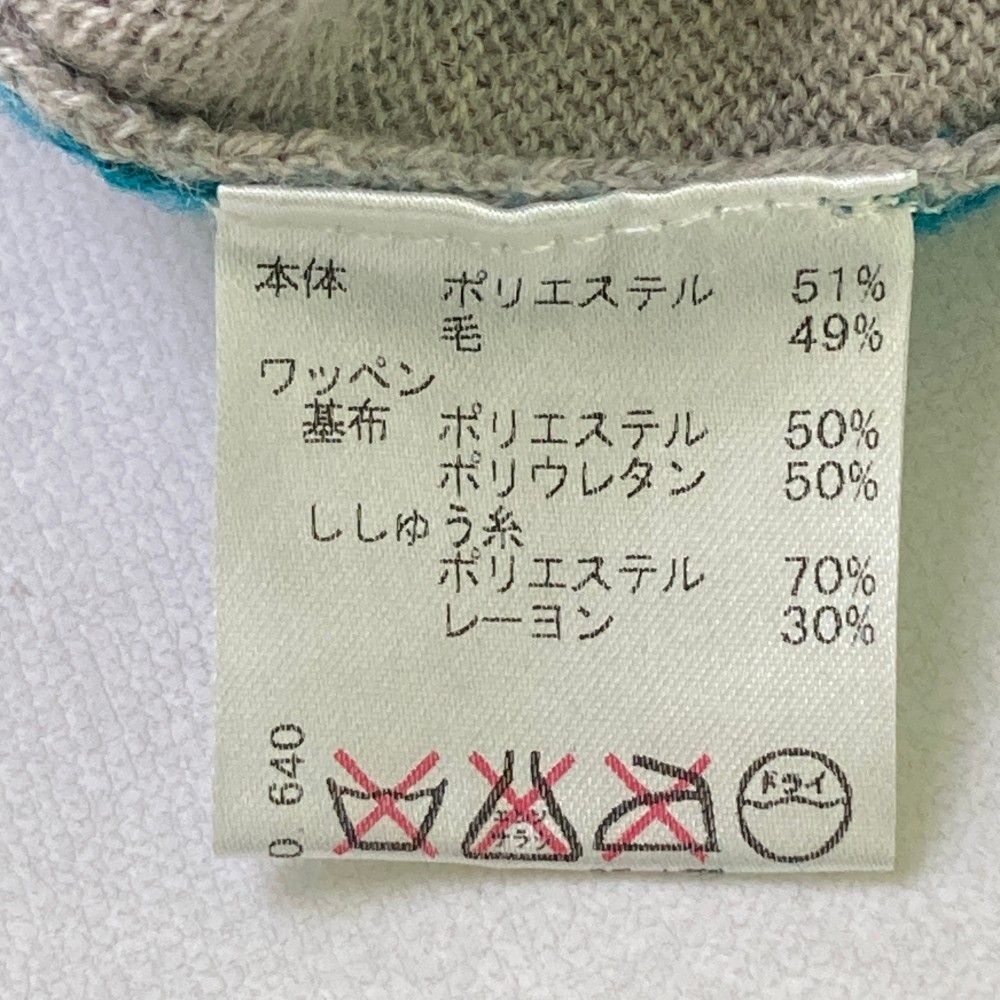 本体 ポリエステル 51%
毛 49%
ワッペン
基布 ポリエステル 50%
ポリウレタン 50%
ししゅう糸
ポリエステル 70%
レーヨン 30%
0.640
エンソ
サラシ
ドライ